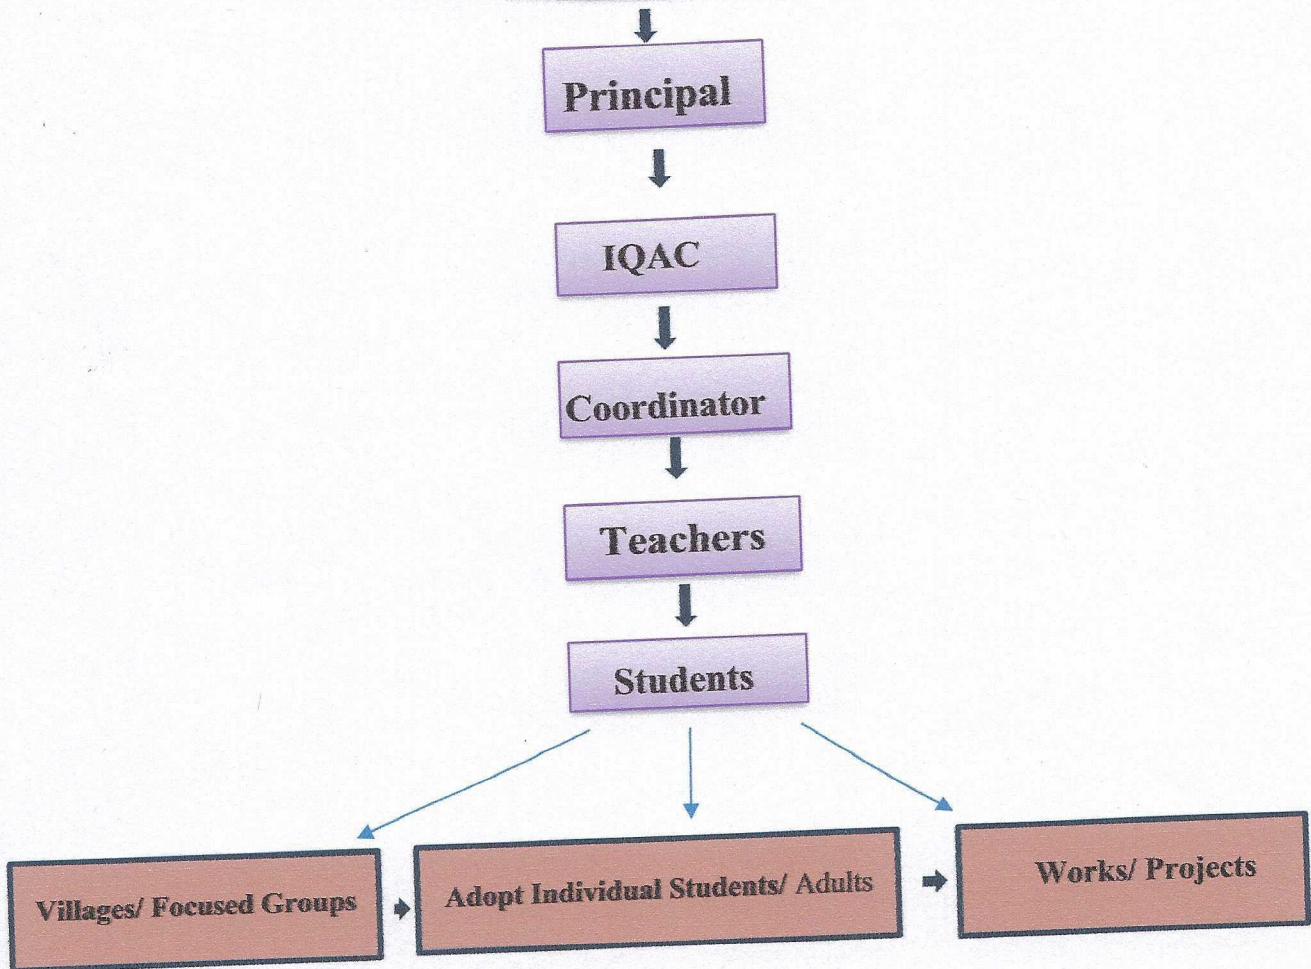 Principal
IQAC
Coordinator
Teachers
Students
Villages/ Focused Groups
Adopt Individual Students/ Adults
Works/ Projects